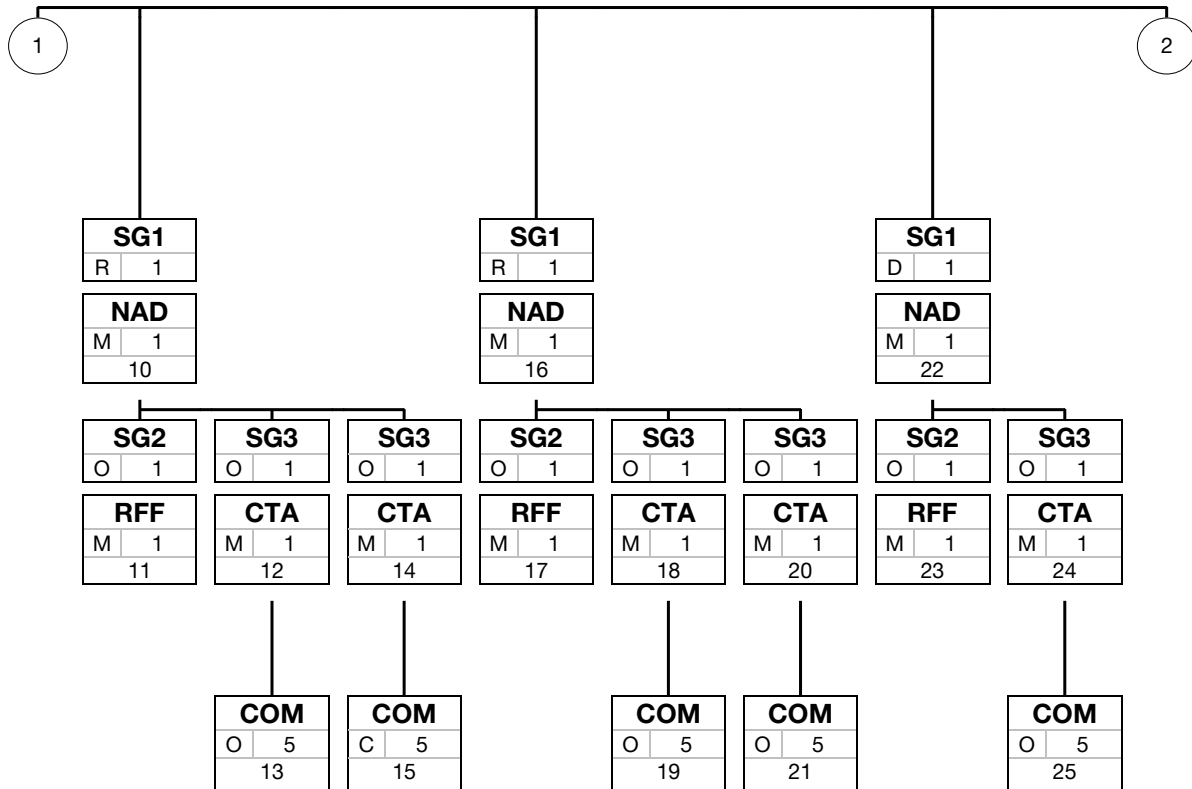 1 2
SG1 SG1 SG1
R 1 R 1 D 1
NAD NAD NAD
M 1 M 1 M 1
10 16 22
SG2 SG3 SG3 SG2 SG3 SG3 SG2 SG3
O 1 O 1 O 1 O 1 O 1 O 1 O 1 O 1
RFF CTA CTA RFF CTA CTA RFF CTA
M 1 M 1 M 1 M 1 M 1 M 1 M 1 M 1
11 12 14 17 18 20 23 24
COM COM COM COM COM
O 5 C 5 O 5 O 5 O 5
13 15 19 21 25